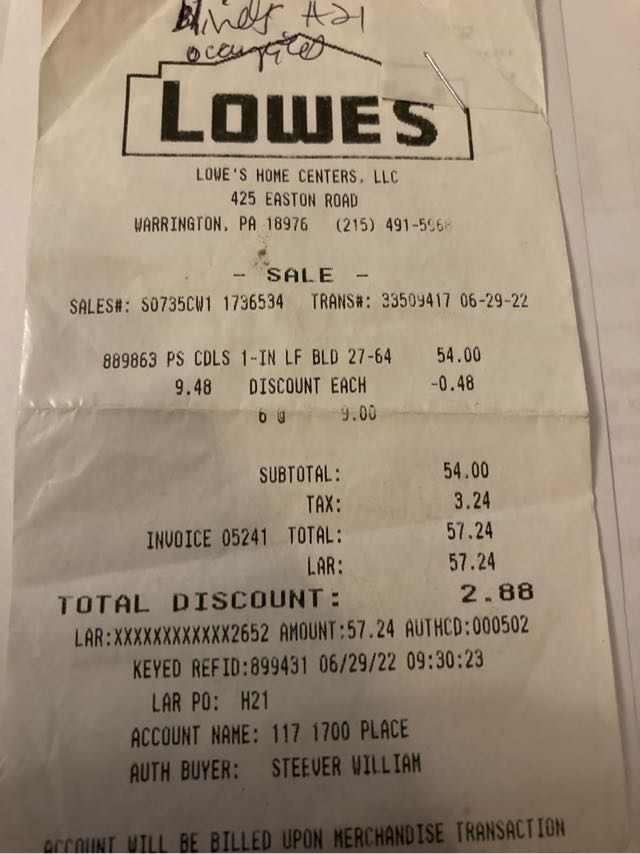 blinds H21
occupied
LOWES
LOWE'S HOME CENTERS, LLC
425 EASTON ROAD
WARRINGTON, PA 18976 (215) 491-5968
- SALE -
SALES#: S0735CW1 1736534 TRANS#: 33509417 06-29-22
889863 PS CDLS 1-IN LF BLD 27-64 54.00
9.48 DISCOUNT EACH -0.48
6 @ 9.00
SUBTOTAL: 54.00
TAX: 3.24
INVOICE 05241 TOTAL: 57.24
LAR: 57.24
TOTAL DISCOUNT: 2.88
LAR:XXXXXXXXXXXX2652 AMOUNT:57.24 AUTHCD:000502
KEYED REFID:899431 06/29/22 09:30:23
LAR PO: H21
ACCOUNT NAME: 117 1700 PLACE
AUTH BUYER: STEEVER WILLIAM
ACCOUNT WILL BE BILLED UPON MERCHANDISE TRANSACTION